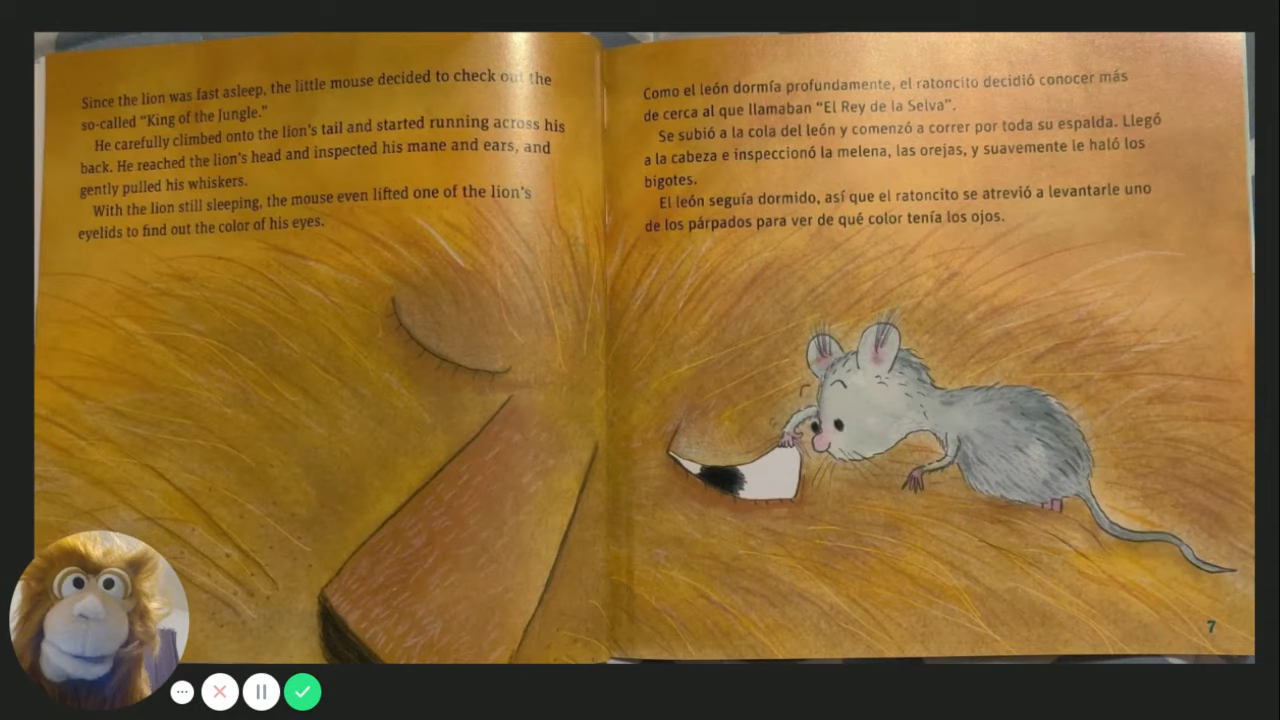 Since the lion was fast asleep, the little mouse decided to check out the
so-called “King of the Jungle.”
He carefully climbed onto the lion’s tail and started running across his
back. He reached the lion’s head and inspected his mane and ears, and
gently pulled his whiskers.
With the lion still sleeping, the mouse even lifted one of the lion’s
eyelids to find out the color of his eyes.
Como el león dormía profundamente, el ratoncito decidió conocer más
de cerca al que llamaban “El Rey de la Selva”.
Se subió a la cola del león y comenzó a correr por toda su espalda. Llegó
a la cabeza e inspeccionó la melena, las orejas, y suavemente le haló los
bigotes.
El león seguía dormido, así que el ratoncito se atrevió a levantarle uno
de los párpados para ver de qué color tenía los ojos.
7